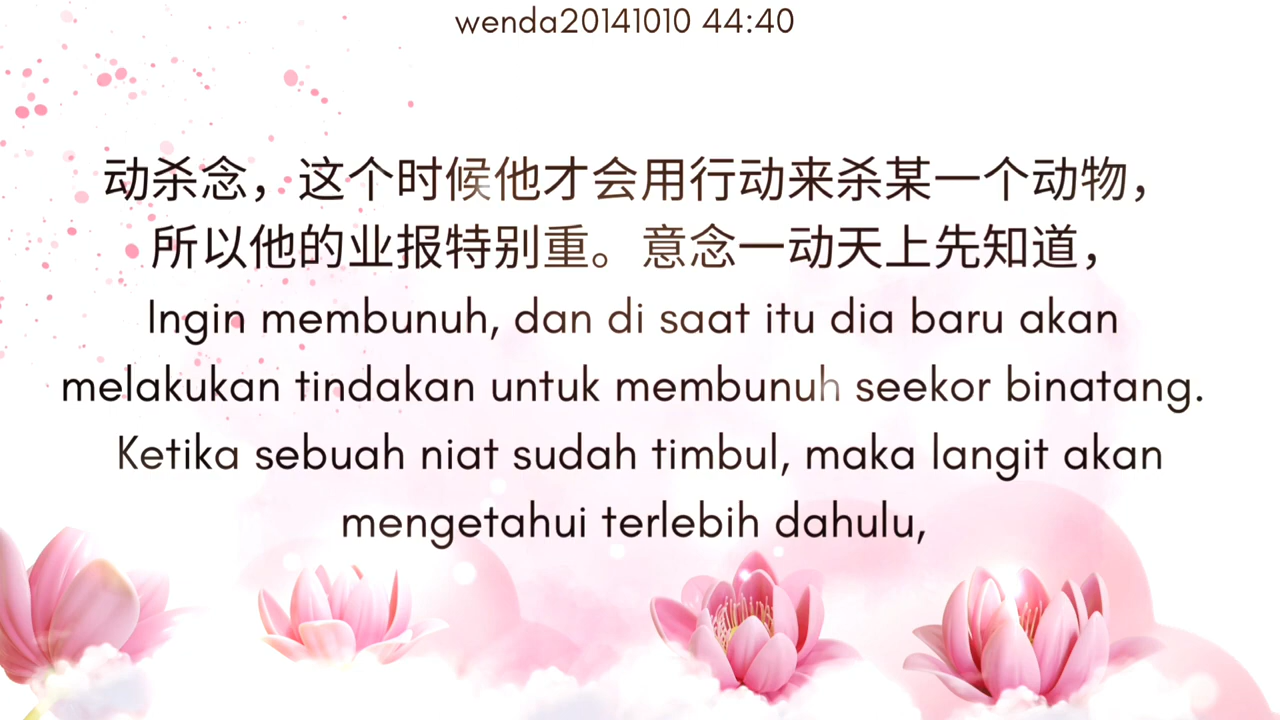 wenda20141010 44:40
动杀念，这个时候他才会用行动来杀某一个动物，
所以他的业报特别重。意念一动天上先知道，
Ingin membunuh, dan di saat itu dia baru akan
melakukan tindakan untuk membunuh seekor binatang.
Ketika sebuah niat sudah timbul, maka langit akan
mengetahui terlebih dahulu,